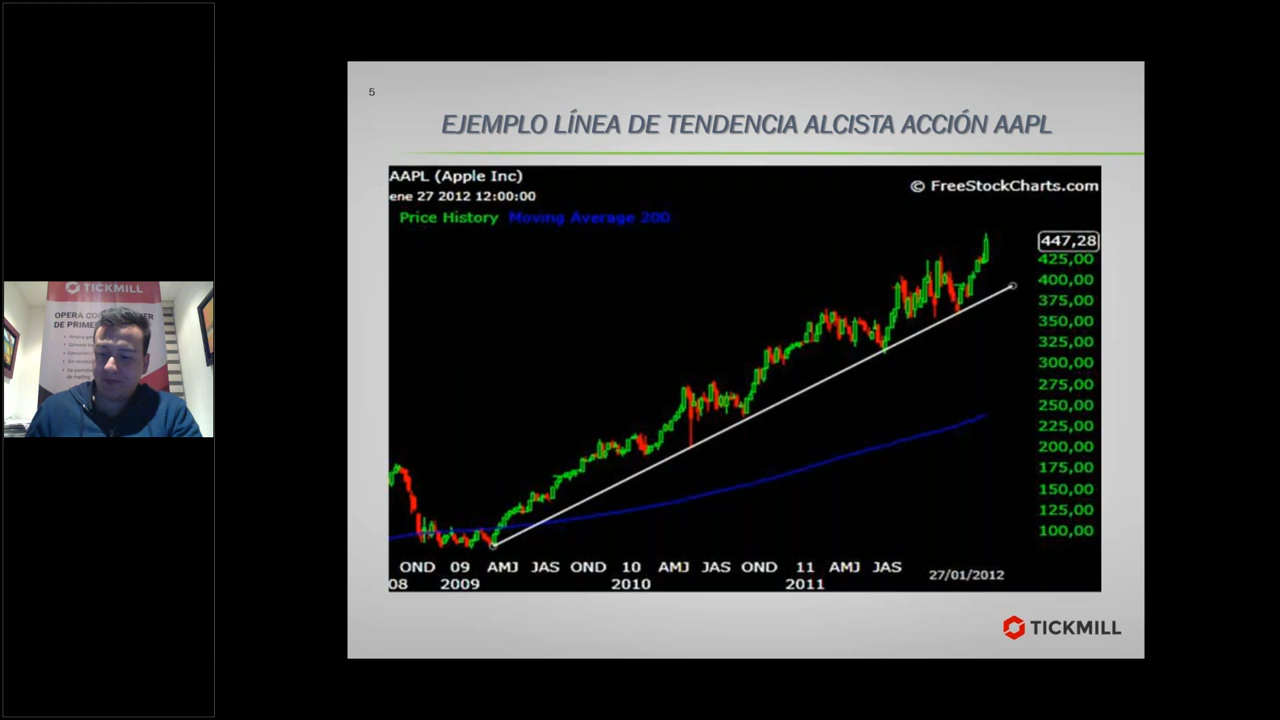 5
EJEMPLO LÍNEA DE TENDENCIA ALCISTA ACCIÓN AAPL
AAPL (Apple Inc)
© FreeStockCharts.com
ene 27 2012 12:00:00
Price History Moving Average 200
447,28
425,00
400,00
375,00
350,00
325,00
300,00
275,00
250,00
225,00
200,00
175,00
150,00
125,00
100,00
OND 09 AMJ JAS OND 10 AMJ JAS OND 11 AMJ JAS
08 2009 2010 2011 27/01/2012
TICKMILL
TICKMILL
OPERA
DE PRIME